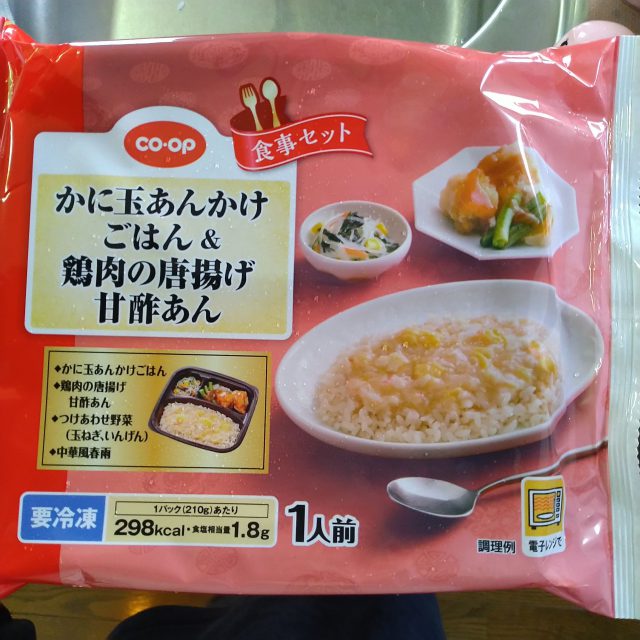 CO·OP
食事セット
かに玉あんかけ
ごはん &
鶏肉の唐揚げ
甘酢あん
◆かに玉あんかけごはん
◆鶏肉の唐揚げ
甘酢あん
◆つけあわせ野菜
(玉ねぎ、いんげん)
◆中華風春雨
要冷凍
1パック(210g)あたり
298kcal・食塩相当量1.8g
1人前
調理例
電子レンジで